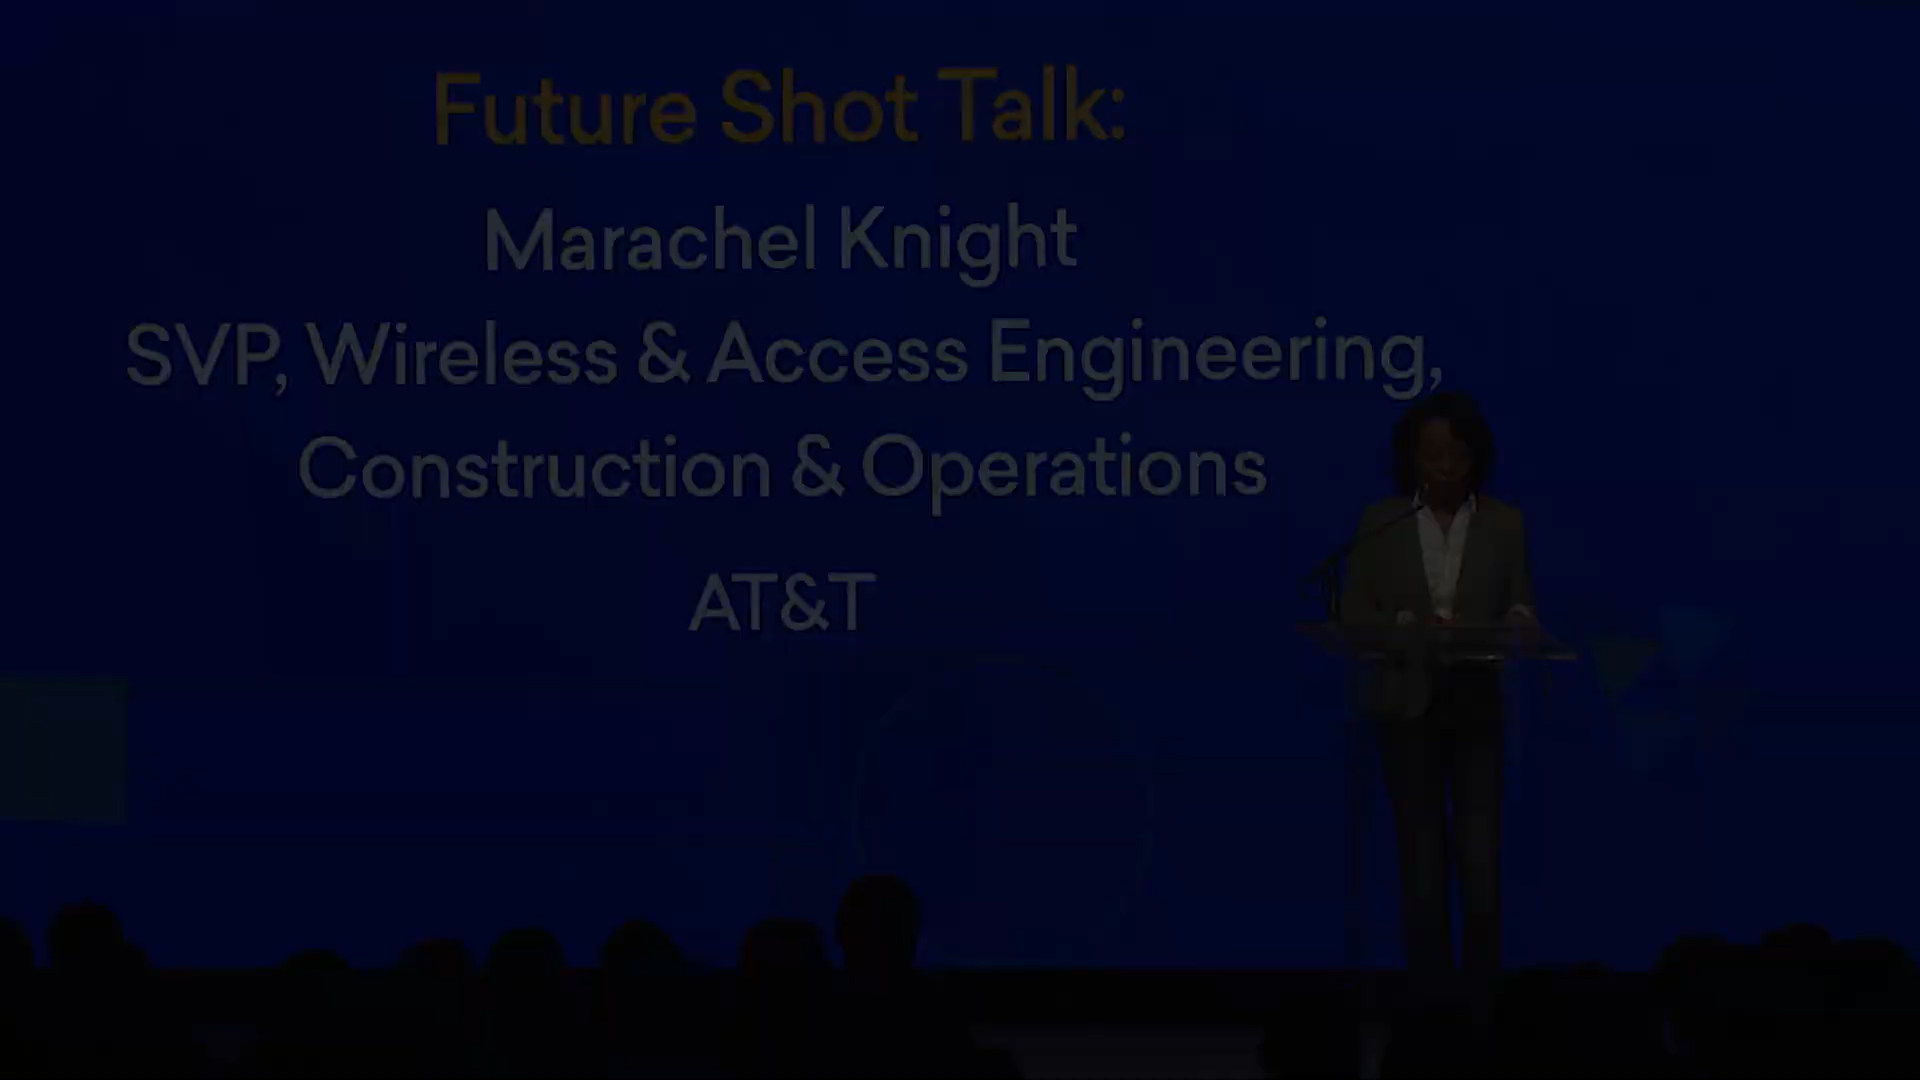 Future Shot Talk:
Marachel Knight
SVP, Wireless & Access Engineering,
Construction & Operations
AT&T